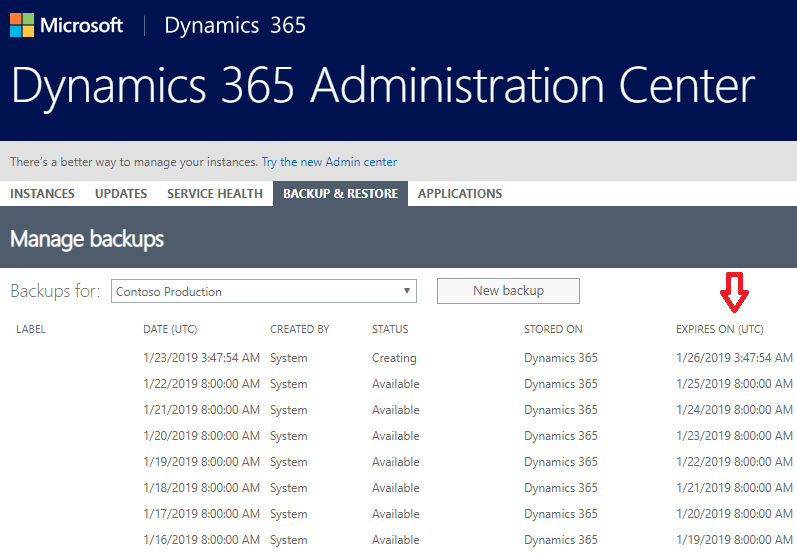 Microsoft | Dynamics 365
Dynamics 365 Administration Center
There's a better way to manage your instances. Try the new Admin center
INSTANCES UPDATES SERVICE HEALTH BACKUP & RESTORE APPLICATIONS
Manage backups
Backups for: Contoso Production New backup
LABEL DATE (UTC) CREATED BY STATUS STORED ON EXPIRES ON (UTC)
1/23/2019 3:47:54 AM System Creating Dynamics 365 1/26/2019 3:47:54 AM
1/22/2019 8:00:00 AM System Available Dynamics 365 1/25/2019 8:00:00 AM
1/21/2019 8:00:00 AM System Available Dynamics 365 1/24/2019 8:00:00 AM
1/20/2019 8:00:00 AM System Available Dynamics 365 1/23/2019 8:00:00 AM
1/19/2019 8:00:00 AM System Available Dynamics 365 1/22/2019 8:00:00 AM
1/18/2019 8:00:00 AM System Available Dynamics 365 1/21/2019 8:00:00 AM
1/17/2019 8:00:00 AM System Available Dynamics 365 1/20/2019 8:00:00 AM
1/16/2019 8:00:00 AM System Available Dynamics 365 1/19/2019 8:00:00 AM